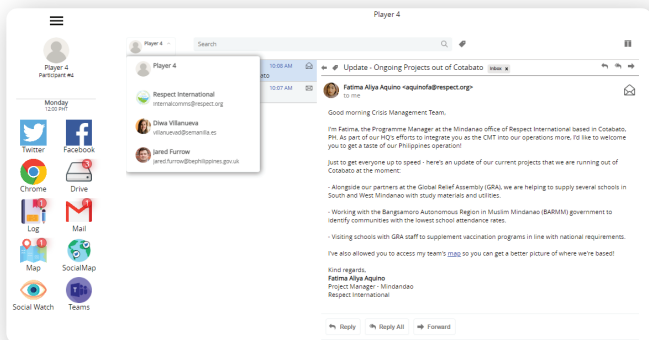 Player 4
Player 4
Participant #4
Monday
12:00 PHT
Twitter
Facebook
Chrome
3
Drive
1
Log
1
Mail
1
Map
SocialMap
Social Watch
Teams
Player 4
Search
Player 4
Respect International
internalcomms@respect.org
Diwa Villanueva
villanuevad@semanilla.es
Jared Furrow
jared.furrow@bephilippines.gov.uk
10:08 AM
10:07 AM
Update - Ongoing Projects out of Cotabato
Inbox x
Fatima Aliya Aquino <aquinofa@respect.org>
to me
Good morning Crisis Management Team,
I'm Fatima, the Programme Manager at the Mindanao office of Respect International based in Cotabato,
PH. As part of our HQ's efforts to integrate you as the CMT into our operations more, I'd like to welcome
you to get a taste of our Philippines operation!
Just to get everyone up to speed - here's an update of our current projects that we are running out of
Cotabato at the moment:
- Alongside our partners at the Global Relief Assembly (GRA), we are helping to supply several schools in
South and West Mindanao with study materials and utilities.
- Working with the Bangsamoro Autonomous Region in Muslim Mindanao (BARMM) government to
identify communities with the lowest school attendance rates.
- Visiting schools with GRA staff to supplement vaccination programs in line with national requirements.
I've also allowed you to access my team's map so you can get a better picture of where we're based!
Kind regards,
Fatima Aliya Aquino
Project Manager - Mindandao
Respect International
Reply
Reply All
Forward